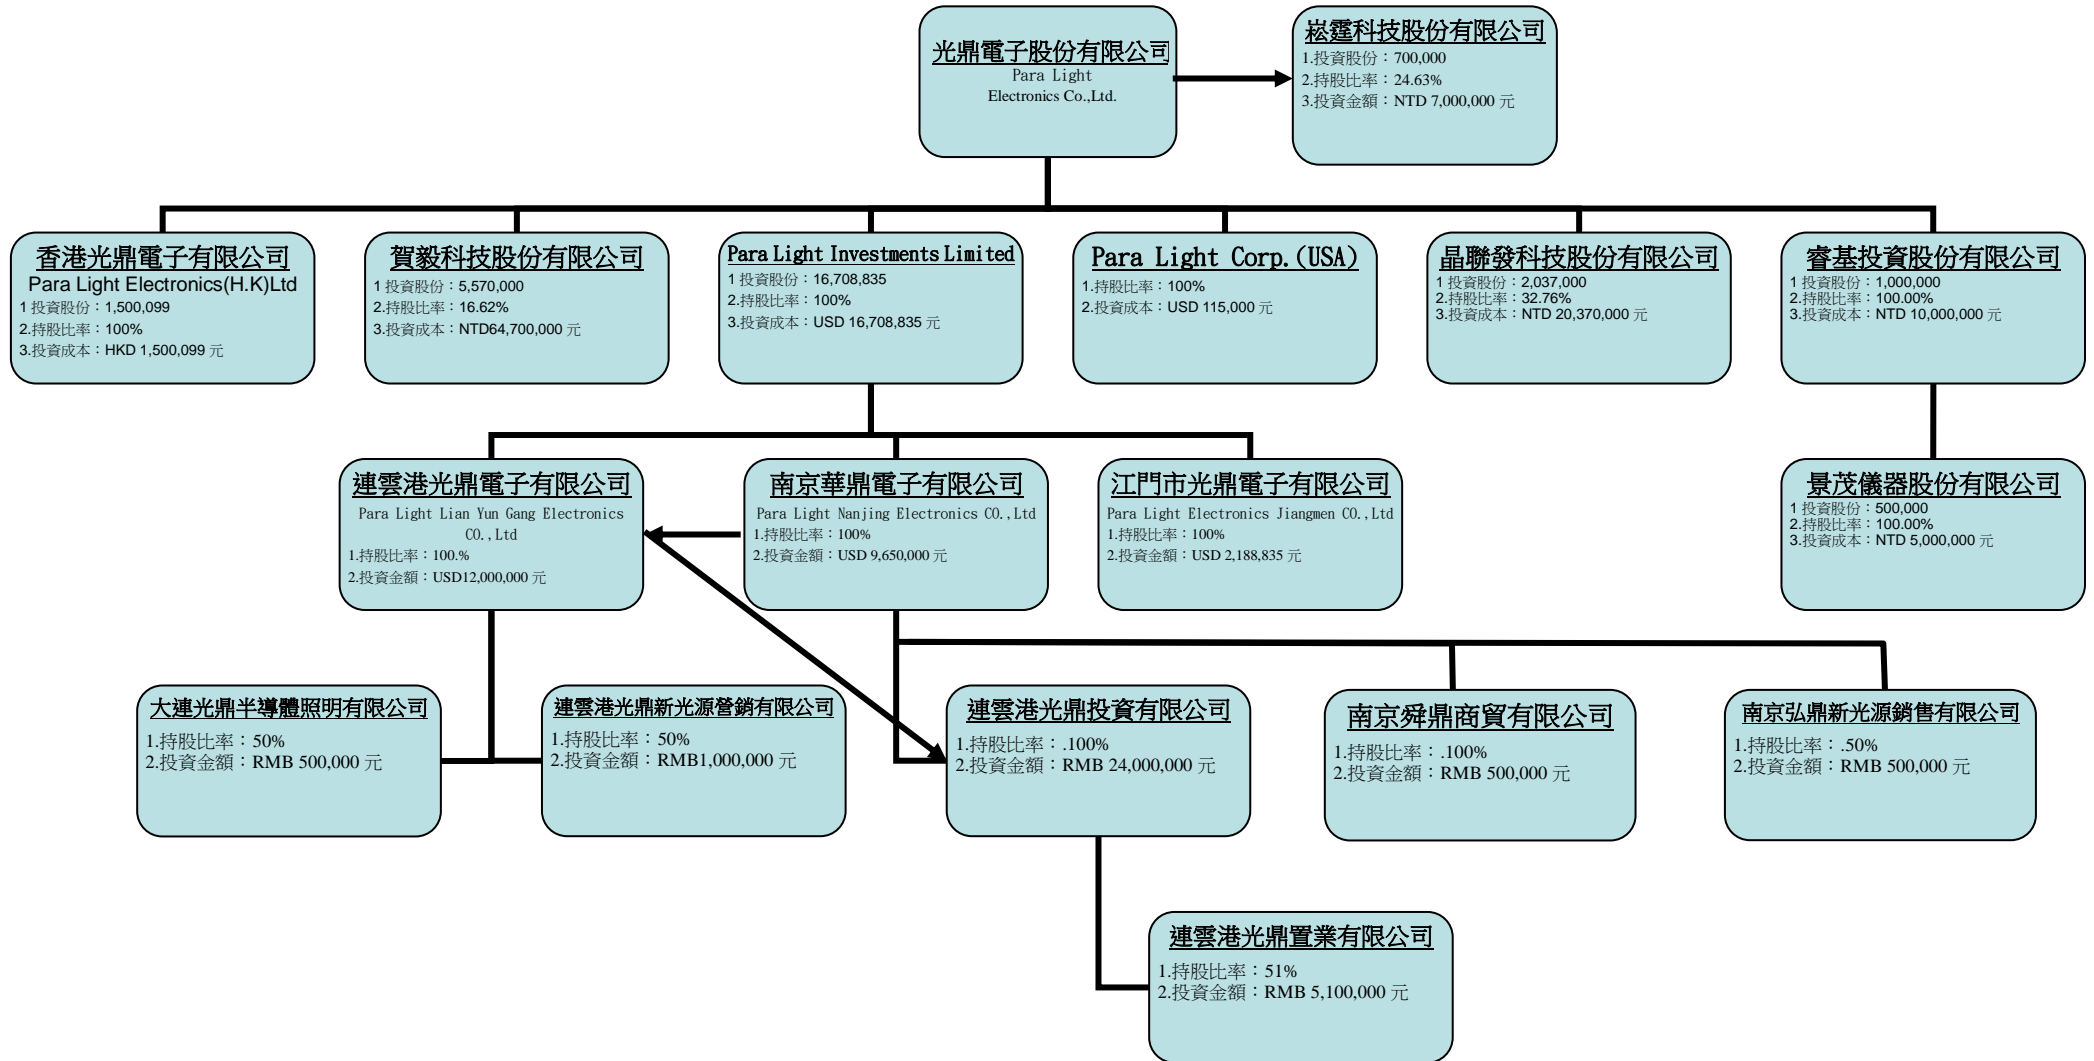 光鼎電子股份有限公司
Para Light
Electronics Co.,Ltd.
崧霆科技股份有限公司
1.投資股份：700,000
2.持股比率：24.63%
3.投資金額：NTD 7,000,000 元
香港光鼎電子有限公司
Para Light Electronics(H.K)Ltd
1 投資股份：1,500,099
2.持股比率：100%
3.投資成本：HKD 1,500,099 元
賀毅科技股份有限公司
1 投資股份：5,570,000
2.持股比率：16.62%
3.投資成本：NTD64,700,000 元
Para Light Investments Limited
1 投資股份：16,708,835
2.持股比率：100%
3.投資成本：USD 16,708,835 元
Para Light Corp.(USA)
1.持股比率：100%
2.投資成本：USD 115,000 元
晶聯發科技股份有限公司
1 投資股份：2,037,000
2.持股比率：32.76%
3.投資成本：NTD 20,370,000 元
睿基投資股份有限公司
1 投資股份：1,000,000
2.持股比率：100.00%
3.投資成本：NTD 10,000,000 元
連雲港光鼎電子有限公司
Para Light Lian Yun Gang Electronics
CO.,Ltd
1.持股比率：100.%
2.投資金額：USD12,000,000 元
南京華鼎電子有限公司
Para Light Nanjing Electronics CO.,Ltd
1.持股比率：100%
2.投資金額：USD 9,650,000 元
江門市光鼎電子有限公司
Para Light Electronics Jiangmen CO.,Ltd
1.持股比率：100%
2.投資金額：USD 2,188,835 元
景茂儀器股份有限公司
1 投資股份：500,000
2.持股比率：100.00%
3.投資成本：NTD 5,000,000 元
大連光鼎半導體照明有限公司
1.持股比率：50%
2.投資金額：RMB 500,000 元
連雲港光鼎新光源營銷有限公司
1.持股比率：50%
2.投資金額：RMB1,000,000 元
連雲港光鼎投資有限公司
1.持股比率：.100%
2.投資金額：RMB 24,000,000 元
南京舜鼎商貿有限公司
1.持股比率：.100%
2.投資金額：RMB 500,000 元
南京弘鼎新光源銷售有限公司
1.持股比率：.50%
2.投資金額：RMB 500,000 元
連雲港光鼎置業有限公司
1.持股比率：51%
2.投資金額：RMB 5,100,000 元